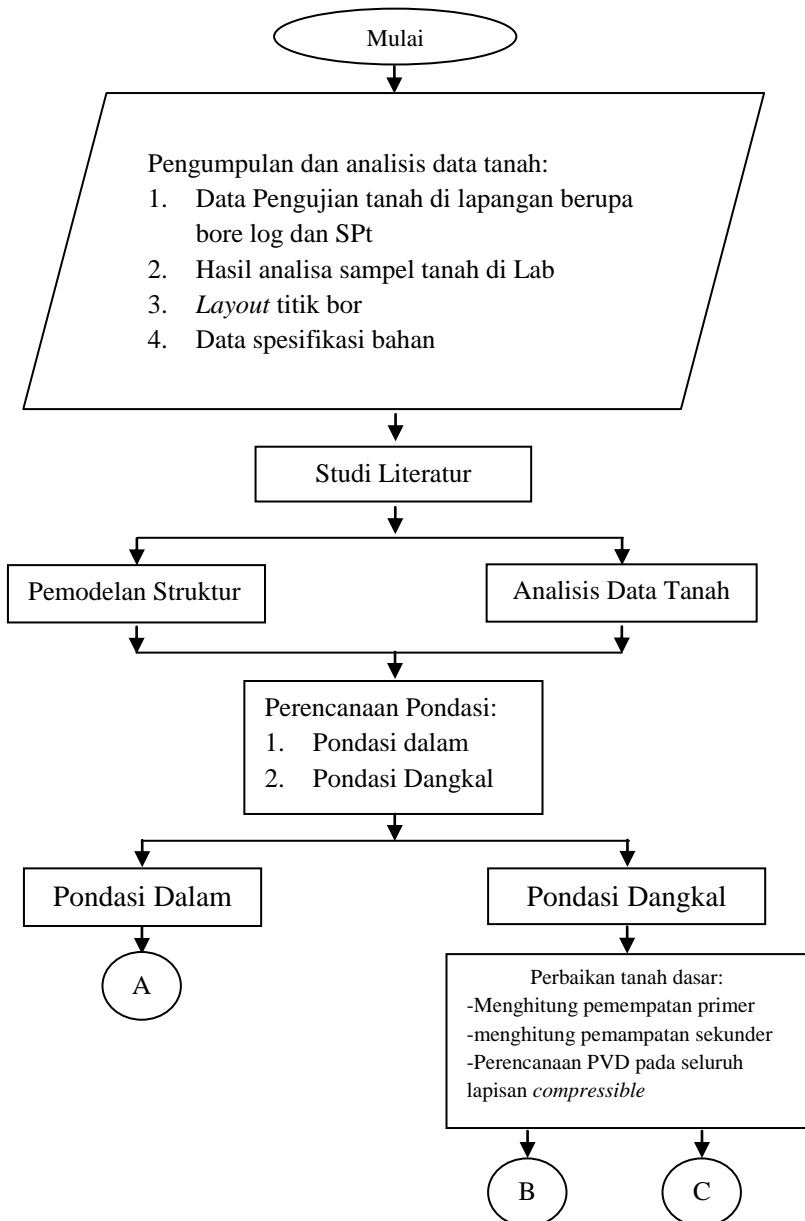 Mulai
Pengumpulan dan analisis data tanah:
1. Data Pengujian tanah di lapangan berupa
bore log dan SPt
2. Hasil analisa sampel tanah di Lab
3. Layout titik bor
4. Data spesifikasi bahan
Studi Literatur
Pemodelan Struktur
Analisis Data Tanah
Perencanaan Pondasi:
1. Pondasi dalam
2. Pondasi Dangkal
Pondasi Dalam
Pondasi Dangkal
A
Perbaikan tanah dasar:
-Menghitung pemempatan primer
-menghitung pemampatan sekunder
-Perencanaan PVD pada seluruh
lapisan compressible
B
C